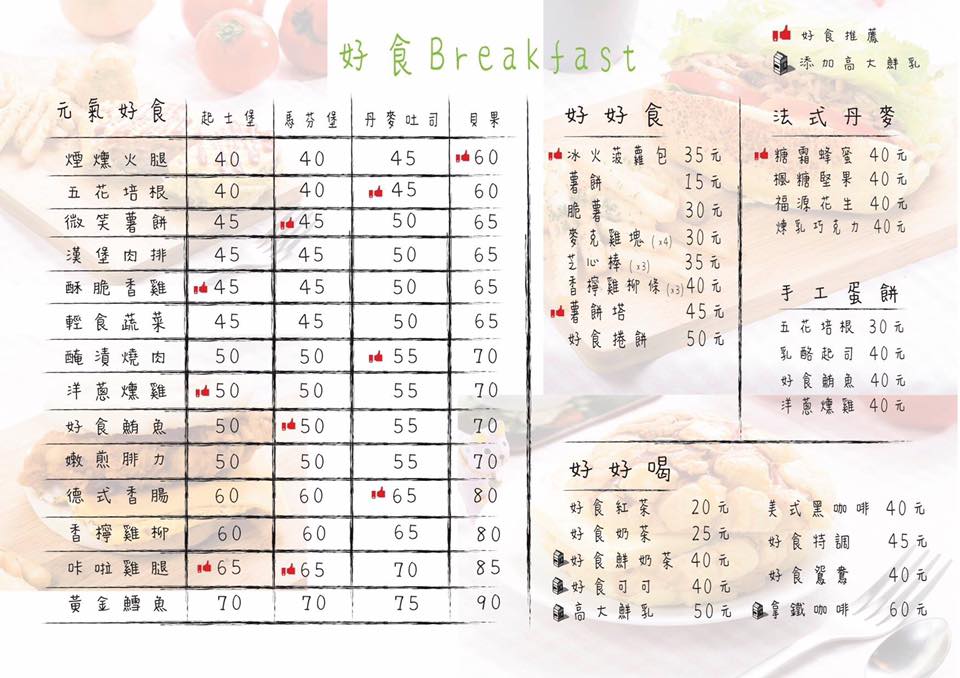 好食Breakfast
好食推薦
添加高大鮮乳
元氣好食 起士堡 馬芬堡 丹麥吐司 貝果
煙燻火腿 40 40 45 60
五花培根 40 40 45 60
微笑薯餅 45 45 50 65
漢堡肉排 45 45 50 65
酥脆香雞 45 45 50 65
輕食蔬菜 45 45 50 65
醃漬燒肉 50 50 55 70
洋蔥燻雞 50 50 55 70
好食鮪魚 50 50 55 70
嫩煎腓力 50 50 55 70
德式香腸 60 60 65 80
香檸雞柳 60 60 65 80
咔啦雞腿 65 65 70 85
黃金鱈魚 70 70 75 90
好好食
冰火菠蘿包 35元
薯餅 15元
脆薯 30元
麥克雞塊(x4) 30元
芝心棒(x3) 35元
香檸雞柳條(x3) 40元
薯餅塔 45元
好食捲餅 50元
法式丹麥
糖霜蜂蜜 40元
楓糖堅果 40元
福源花生 40元
煉乳巧克力 40元
手工蛋餅
五花培根 30元
乳酪起司 40元
好食鮪魚 40元
洋蔥燻雞 40元
好好喝
好食紅茶 20元
好食奶茶 25元
好食鮮奶茶 40元
好食可可 40元
高大鮮乳 50元
美式黑咖啡 40元
好食特調 45元
好食鴛鴦 40元
拿鐵咖啡 60元